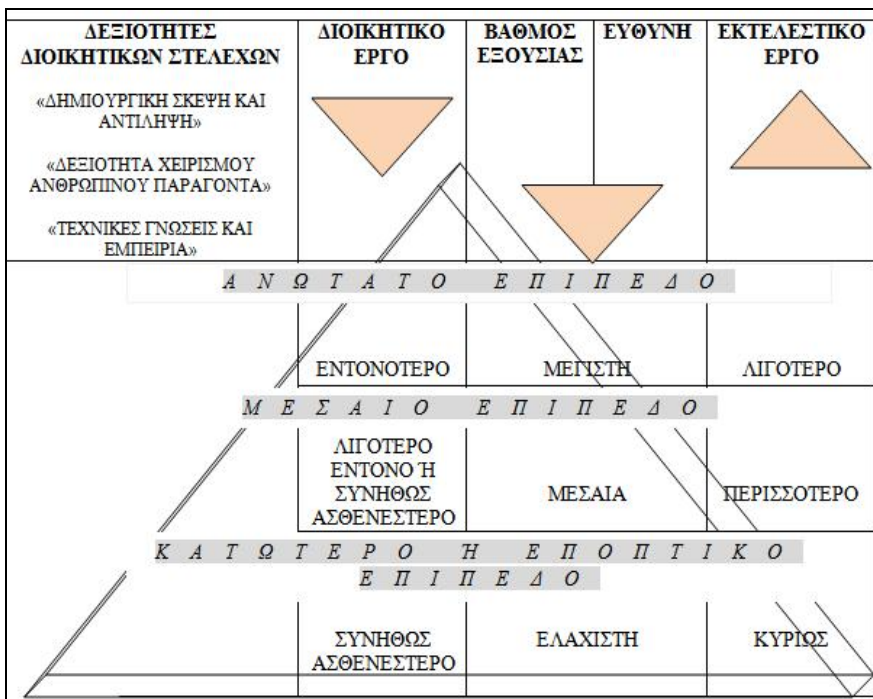 ΔΕΞΙΟΤΗΤΕΣ
ΔΙΟΙΚΗΤΙΚΩΝ ΣΤΕΛΕΧΩΝ
«ΔΗΜΙΟΥΡΓΙΚΗ ΣΚΕΨΗ ΚΑΙ
ΑΝΤΙΛΗΨΗ»
«ΔΕΞΙΟΤΗΤΑ ΧΕΙΡΙΣΜΟΥ
ΑΝΘΡΩΠΙΝΟΥ ΠΑΡΑΓΟΝΤΑ»
«ΤΕΧΝΙΚΕΣ ΓΝΩΣΕΙΣ ΚΑΙ
ΕΜΠΕΙΡΙΑ»
ΔΙΟΙΚΗΤΙΚΟ
ΕΡΓΟ
ΒΑΘΜΟΣ
ΕΞΟΥΣΙΑΣ
ΕΥΘΥΝΗ
ΕΚΤΕΛΕΣΤΙΚΟ
ΕΡΓΟ
Α Ν Ω Τ Α Τ Ο Ε Π Ι Π Ε Δ Ο
ΕΝΤΟΝΟΤΕΡΟ
ΜΕΓΙΣΤΗ
ΛΙΓΟΤΕΡΟ
Μ Ε Σ Α Ι Ο Ε Π Ι Π Ε Δ Ο
ΛΙΓΟΤΕΡΟ
ΕΝΤΟΝΟ Ή
ΣΥΝΗΘΩΣ
ΑΣΘΕΝΕΣΤΕΡΟ
ΜΕΣΑΙΑ
ΠΕΡΙΣΣΟΤΕΡΟ
Κ Α Τ Ω Τ Ε Ρ Ο Ή Ε Π Ο Π Τ Ι Κ Ο
Ε Π Ι Π Ε Δ Ο
ΣΥΝΗΘΩΣ
ΑΣΘΕΝΕΣΤΕΡΟ
ΕΛΑΧΙΣΤΗ
ΚΥΡΙΩΣ